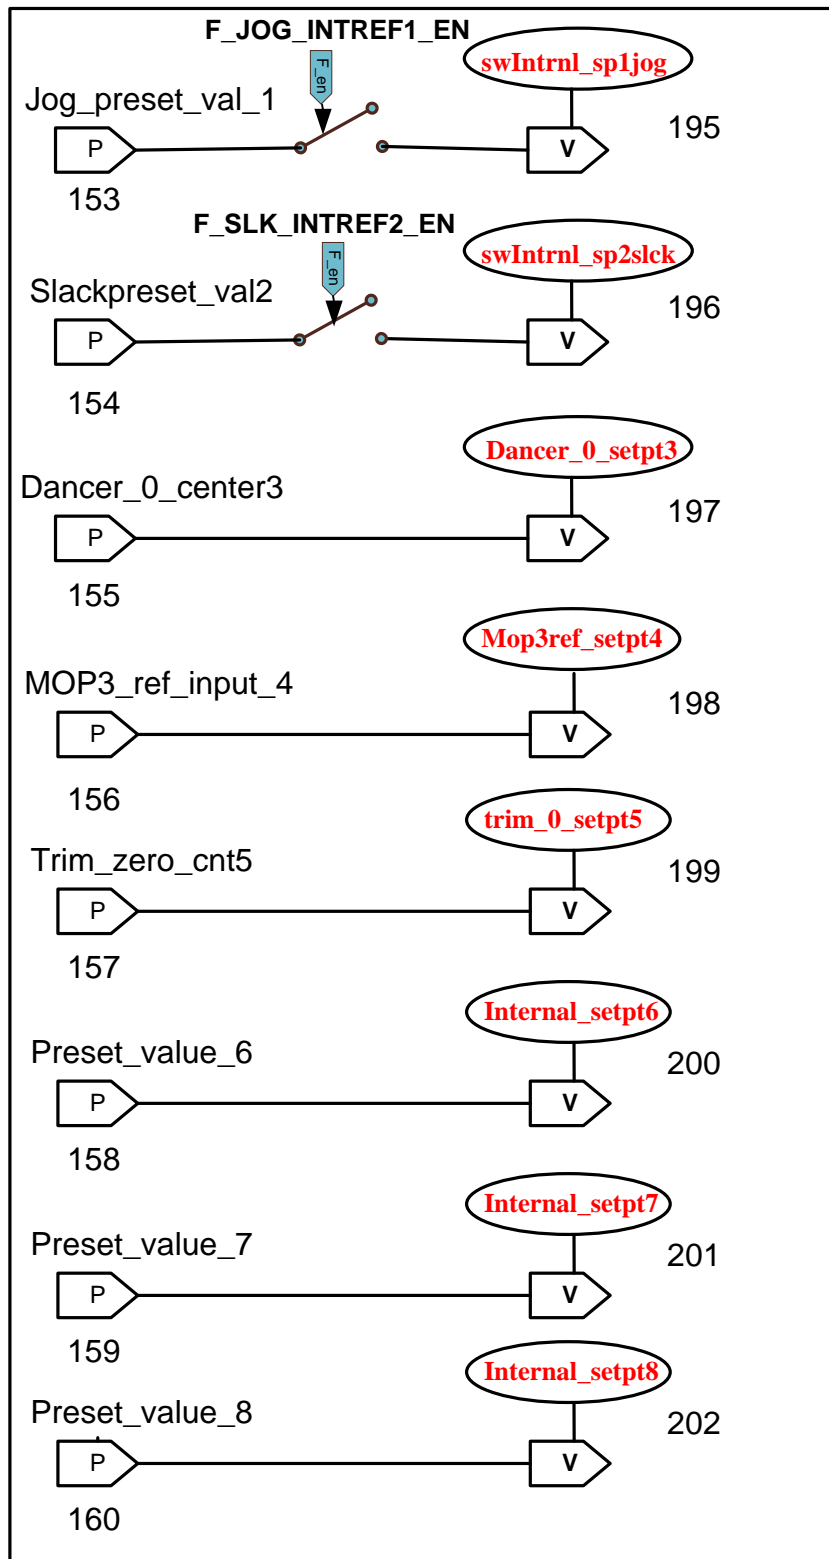 F_JOG_INTREF1_EN
F_en
swIntrnl_sp1jog
Jog_preset_val_1
P
V
195
153
F_SLK_INTREF2_EN
F_en
swIntrnl_sp2slck
Slackpreset_val2
P
V
196
154
Dancer_0_setpt3
Dancer_0_center3
P
V
197
155
Mop3ref_setpt4
MOP3_ref_input_4
P
V
198
156
trim_0_setpt5
Trim_zero_cnt5
P
V
199
157
Internal_setpt6
Preset_value_6
P
V
200
158
Internal_setpt7
Preset_value_7
P
V
201
159
Internal_setpt8
Preset_value_8
P
V
202
160